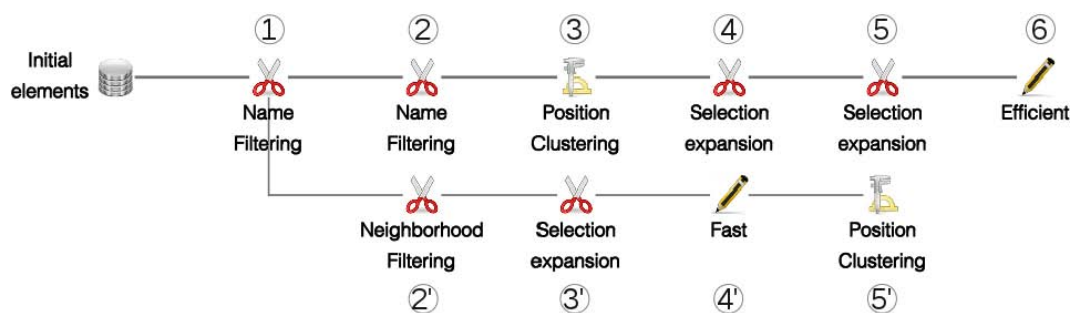 ① ② ③ ④ ⑤ ⑥
Initial
elements
Name Name Position Selection Selection Efficient
Filtering Filtering Clustering expansion expansion
Neighborhood Selection Fast Position
Filtering expansion Clustering
②' ③' ④' ⑤'